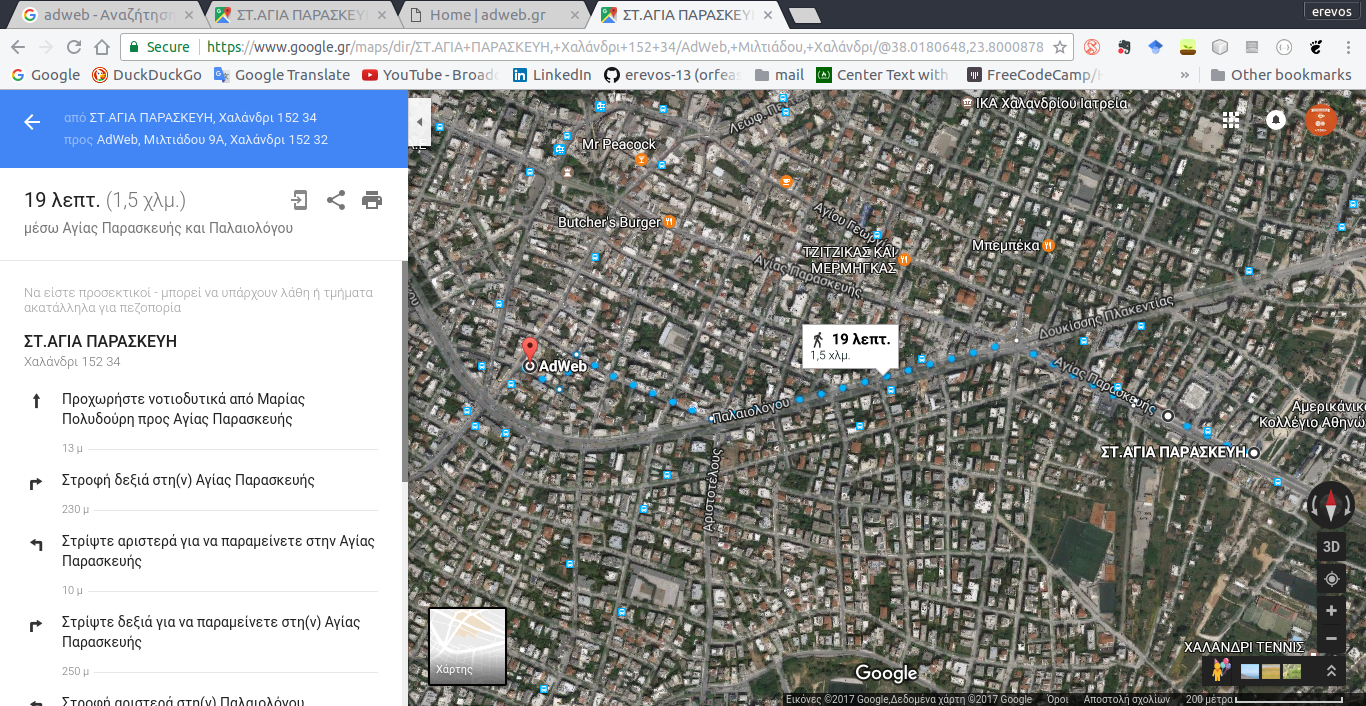 adweb - Αναζήτηση
ΣΤ.ΑΓΙΑ ΠΑΡΑΣΚΕΥΗ
Home | adweb.gr
ΣΤ.ΑΓΙΑ ΠΑΡΑΣΚΕΥΗ
erevos
Secure
https://www.google.gr/maps/dir/ΣΤ.ΑΓΙΑ+ΠΑΡΑΣΚΕΥΗ,+Χαλάνδρι+152+34/AdWeb,+Μιλτιάδου,+Χαλάνδρι/@38.0180648,23.8000878
Google
DuckDuckGo
Google Translate
YouTube - Broadc
LinkedIn
erevos-13 (orfeas
mail
Center Text with
FreeCodeCamp/
»
Other bookmarks
από ΣΤ.ΑΓΙΑ ΠΑΡΑΣΚΕΥΗ, Χαλάνδρι 152 34
προς AdWeb, Μιλτιάδου 9Α, Χαλάνδρι 152 32
19 λεπτ. (1,5 χλμ.)
μέσω Αγίας Παρασκευής και Παλαιολόγου
Να είστε προσεκτικοί - μπορεί να υπάρχουν λάθη ή τμήματα
ακατάλληλα για πεζοπορία
ΣΤ.ΑΓΙΑ ΠΑΡΑΣΚΕΥΗ
Χαλάνδρι 152 34
Προχωρήστε νοτιοδυτικά από Μαρίας
Πολυδούρη προς Αγίας Παρασκευής
13 μ
Στροφή δεξιά στη(ν) Αγίας Παρασκευής
230 μ
Στρίψτε αριστερά για να παραμείνετε στην Αγίας
Παρασκευής
10 μ
Στρίψτε δεξιά για να παραμείνετε στη(ν) Αγίας
Παρασκευής
250 μ
Στροφή αριστερά στη(ν) Παλαιολόγου
ΙΚΑ Χαλανδρίου Ιατρεία
Λεωφ. Πε
Mr Peacock
Butcher's Burger
Αγίου Γεωργίου
ΤΖΙΤΖΙΚΑΣ ΚΑΙ
ΜΕΡΜΗΓΚΑΣ
Μπεμπέκα
Αγίας Παρασκευής
Δουκίσσης Πλακεντίας
19 λεπτ.
1,5 χλμ.
AdWeb
Αγίας Παρασκευής
Παλαιολόγου
Αμερικάνικ
Κολλέγιο Αθηνώ
ΣΤ.ΑΓΙΑ ΠΑΡΑΣΚΕΥΗ
Αριστοτέλους
3D
ΧΑΛΑΝΔΡΙ ΤΕΝΝΙΣ
Χάρτης
Google
Εικόνες ©2017 Google,Δεδομένα χάρτη ©2017 Google Όροι Αποστολή σχολίων 200 μέτρα